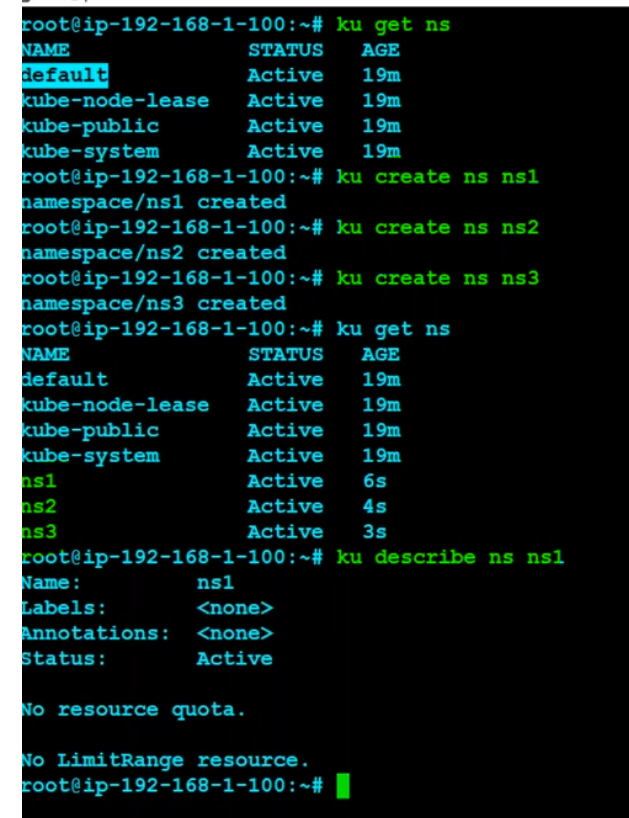 root@ip-192-168-1-100:~# ku get ns
NAME STATUS AGE
default Active 19m
kube-node-lease Active 19m
kube-public Active 19m
kube-system Active 19m
root@ip-192-168-1-100:~# ku create ns ns1
namespace/ns1 created
root@ip-192-168-1-100:~# ku create ns ns2
namespace/ns2 created
root@ip-192-168-1-100:~# ku create ns ns3
namespace/ns3 created
root@ip-192-168-1-100:~# ku get ns
NAME STATUS AGE
default Active 19m
kube-node-lease Active 19m
kube-public Active 19m
kube-system Active 19m
ns1 Active 6s
ns2 Active 4s
ns3 Active 3s
root@ip-192-168-1-100:~# ku describe ns ns1
Name: ns1
Labels: <none>
Annotations: <none>
Status: Active
No resource quota.
No LimitRange resource.
root@ip-192-168-1-100:~#